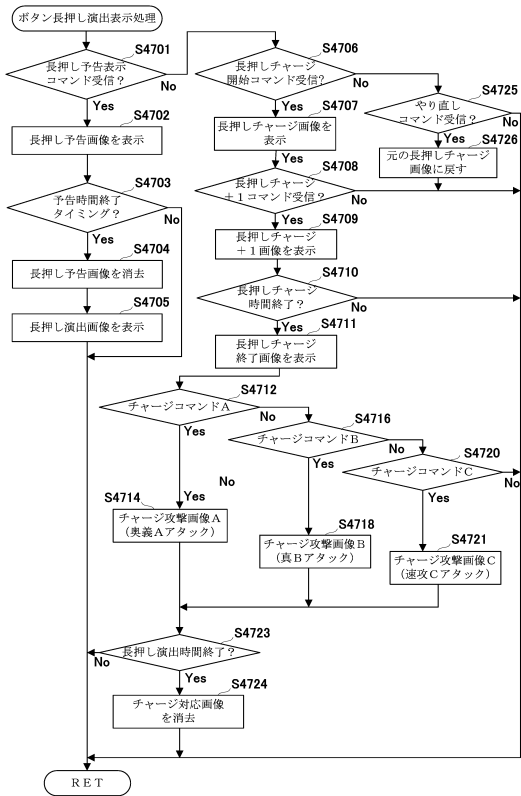 ボタン長押し演出表示処理
S4701
長押し予告表示
コマンド受信？
No
Yes
S4702
長押し予告画像を表示
S4703
予告時間終了
タイミング？
No
Yes
S4704
長押し予告画像を消去
S4705
長押し演出画像を表示
S4706
長押しチャージ
開始コマンド受信？
No
Yes
S4707
長押しチャージ画像を
表示
S4708
長押しチャージ
＋１コマンド受信？
No
Yes
S4709
長押しチャージ
＋１画像を表示
S4710
長押しチャージ
時間終了？
No
Yes
S4711
長押しチャージ
終了画像を表示
S4725
やり直し
コマンド受信？
No
Yes
S4726
元の長押しチャージ
画像に戻す
S4712
チャージコマンドＡ
No
Yes
S4716
チャージコマンドＢ
No
Yes
S4720
チャージコマンドＣ
No
Yes
No
Yes
S4714
チャージ攻撃画像Ａ
（奥義Ａアタック）
S4718
チャージ攻撃画像Ｂ
（真Ｂアタック）
S4721
チャージ攻撃画像Ｃ
（速攻Ｃアタック）
S4723
長押し演出時間終了？
No
Yes
S4724
チャージ対応画像
を消去
ＲＥＴ